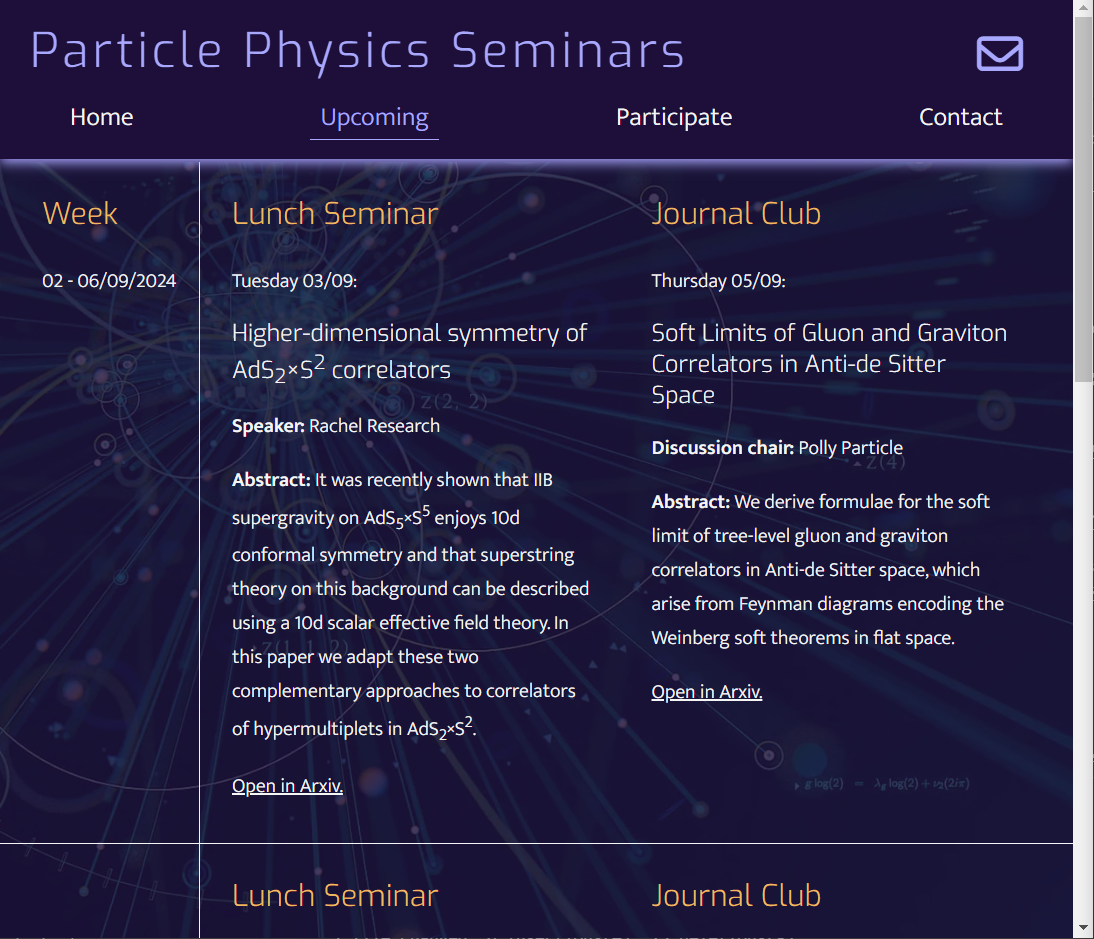 Particle Physics Seminars
Home
Upcoming
Participate
Contact
Week
02 - 06/09/2024
Lunch Seminar
Tuesday 03/09:
Higher-dimensional symmetry of
AdS₂×S² correlators
Speaker: Rachel Research
Abstract: It was recently shown that IIB
supergravity on AdS₅×S⁵ enjoys 10d
conformal symmetry and that superstring
theory on this background can be described
using a 10d scalar effective field theory. In
this paper we adapt these two
complementary approaches to correlators
of hypermultiplets in AdS₂×S².
Open in Arxiv.
Journal Club
Thursday 05/09:
Soft Limits of Gluon and Graviton
Correlators in Anti-de Sitter
Space
Discussion chair: Polly Particle
Abstract: We derive formulae for the soft
limit of tree-level gluon and graviton
correlators in Anti-de Sitter space, which
arise from Feynman diagrams encoding the
Weinberg soft theorems in flat space.
Open in Arxiv.
z(2, 2)
z(4)
Lunch Seminar
Journal Club